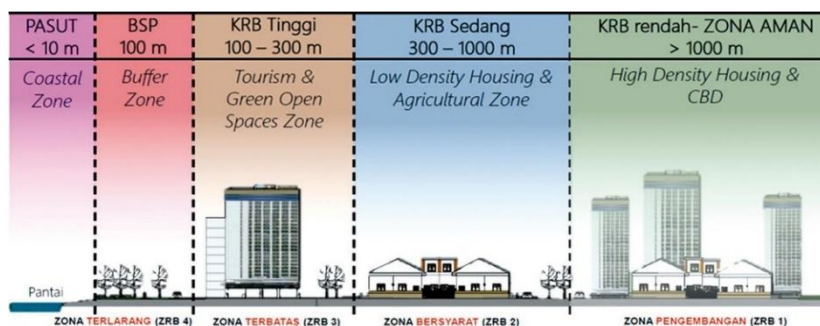 PASUT
< 10 m
BSP
100 m
KRB Tinggi
100 – 300 m
KRB Sedang
300 – 1000 m
KRB rendah- ZONA AMAN
> 1000 m
Coastal
Zone
Buffer
Zone
Tourism &
Green Open
Spaces Zone
Low Density Housing &
Agricultural Zone
High Density Housing &
CBD
Pantai
ZONA TERLARANG (ZRB 4)
ZONA TERBATAS (ZRB 3)
ZONA BERSYARAT (ZRB 2)
ZONA PENGEMBANGAN (ZRB 1)